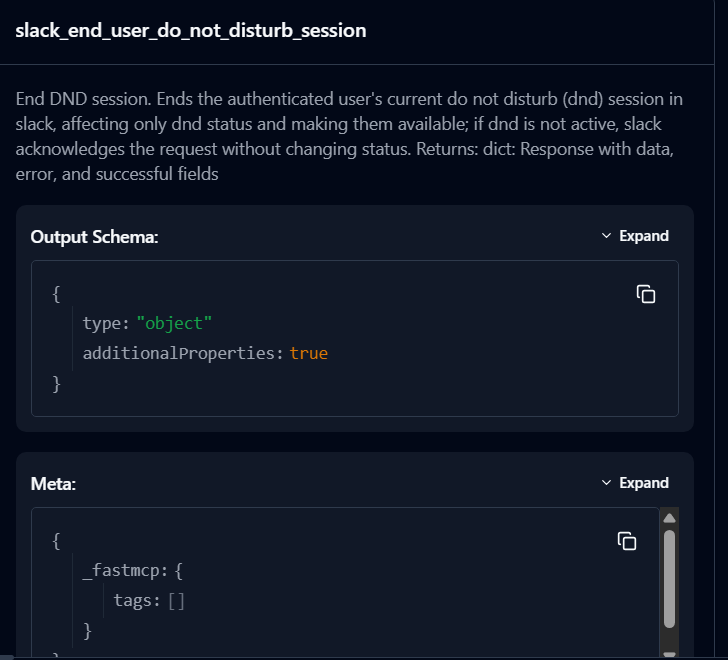 slack_end_user_do_not_disturb_session
End DND session. Ends the authenticated user's current do not disturb (dnd) session in
slack, affecting only dnd status and making them available; if dnd is not active, slack
acknowledges the request without changing status. Returns: dict: Response with data,
error, and successful fields
Output Schema:
Expand
{
type: "object"
additionalProperties: true
}
Meta:
Expand
{
_fastmcp: {
tags: []
}
}